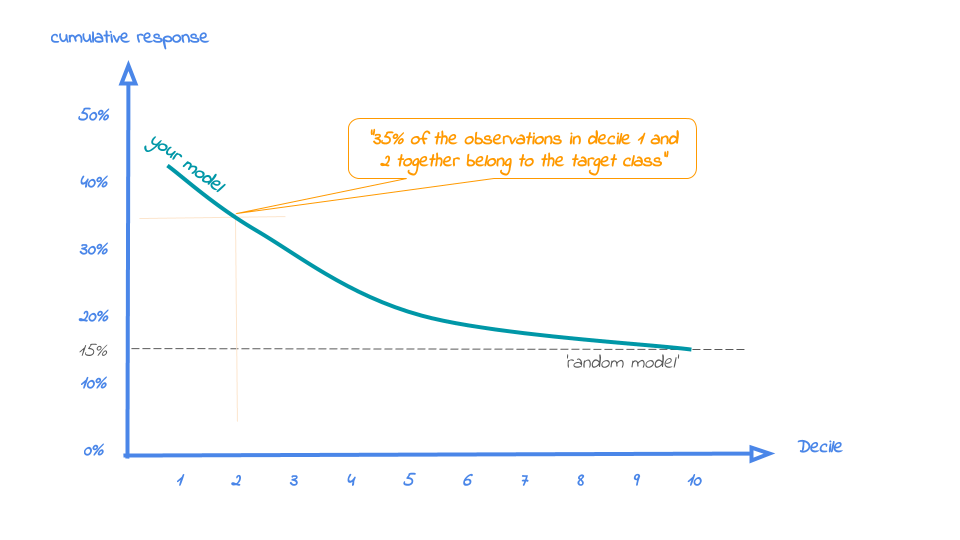 cumulative response
50%
"35% of the observations in decile 1 and
2 together belong to the target class"
your model
40%
30%
20%
15%
'random model'
10%
0%
Decile
1 2 3 4 5 6 7 8 9 10